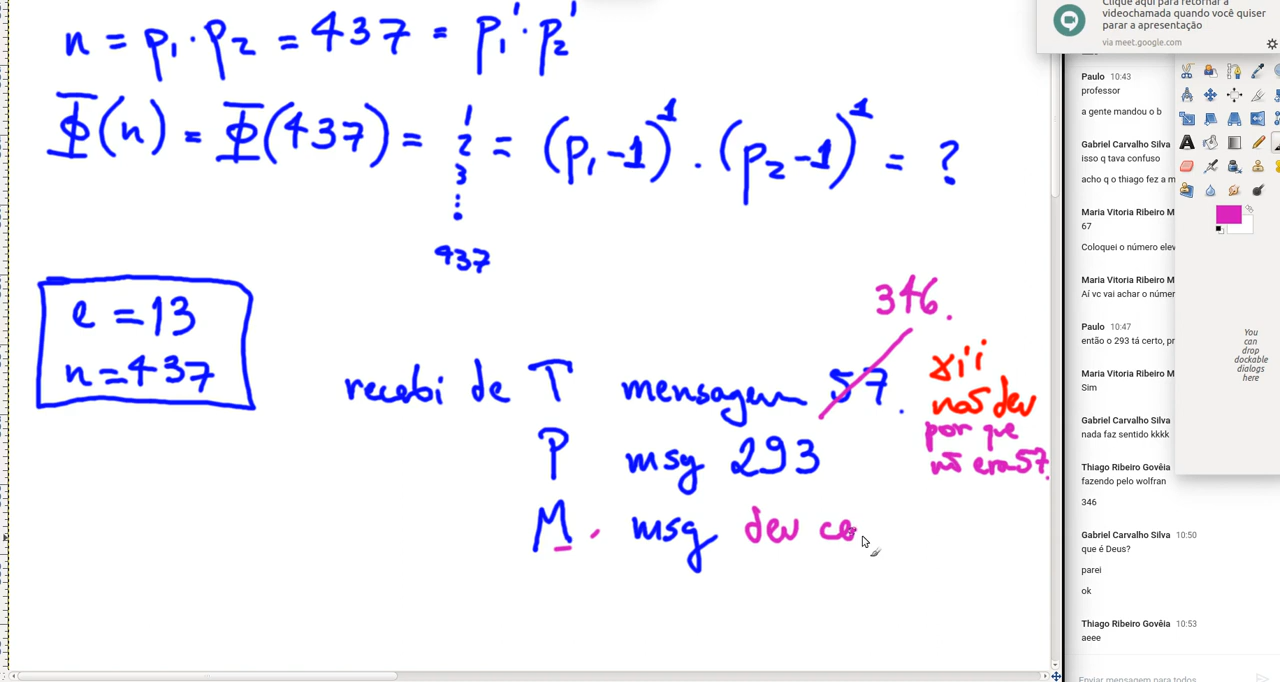 n = p₁ · p₂ = 437 = p₁¹ · p₂¹
Φ(n) = Φ(437) = 1 2 3 ⋮ 437 = (p₁-1)¹ · (p₂-1)¹ = ?
e = 13
n = 437
346.
recebi de T mensagem 57.
xiii
nos deu
por que
não era 57.
P msg 293
M. msg deu ce
Clique aqui para retornar à
videochamada quando você quiser
parar a apresentação
via meet.google.com
Paulo 10:43
professor
a gente mandou o b
Gabriel Carvalho Silva
isso q tava confuso
acho q o thiago fez a m
Maria Vitoria Ribeiro M
67
Coloquei o número elev
Maria Vitoria Ribeiro M
Aí vc vai achar o númer
Paulo 10:47
então o 293 tá certo, pr
Maria Vitoria Ribeiro M
Sim
Gabriel Carvalho Silva
nada faz sentido kkkk
Thiago Ribeiro Govêia
fazendo pelo wolfran
346
Gabriel Carvalho Silva 10:50
que é Deus?
parei
ok
Thiago Ribeiro Govêia 10:53
aeee
Enviar mensagem para todos
You
can
drop
dockable
dialogs
here